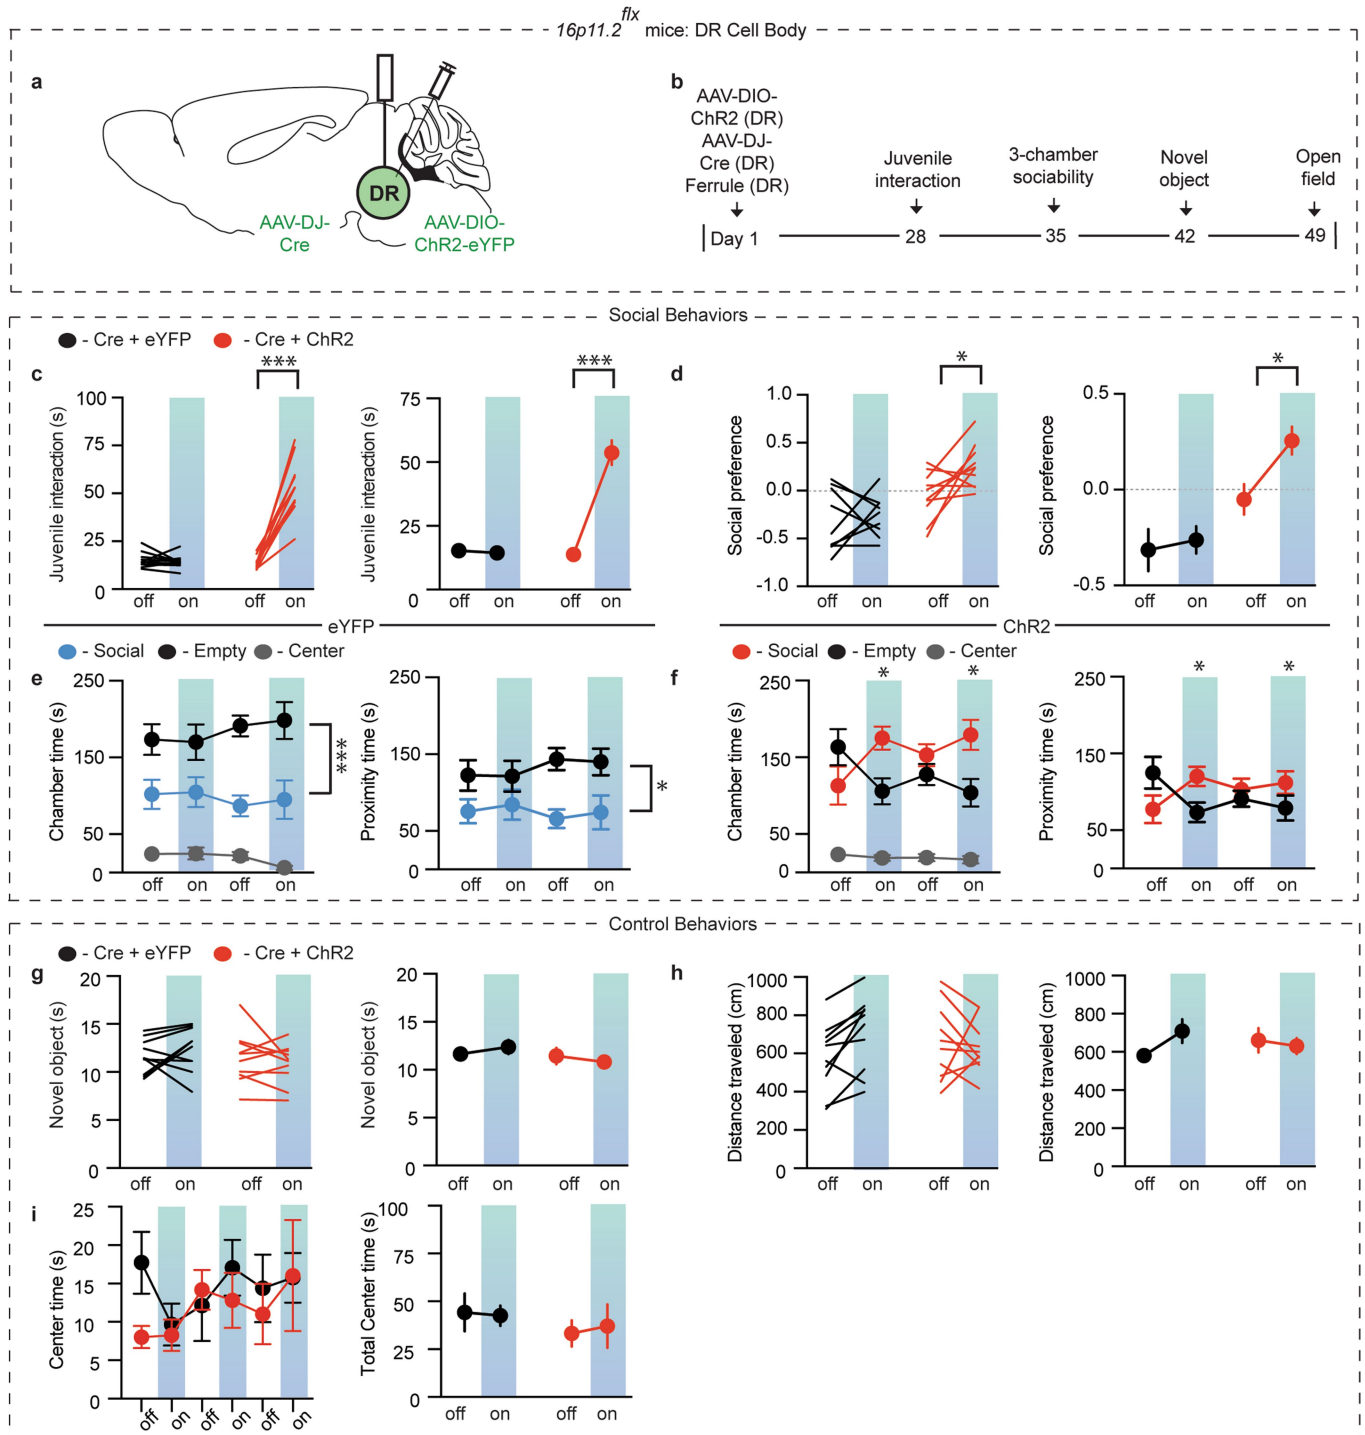 16p11.2 flx mice: DR Cell Body
a
DR
AAV-DJ-
Cre
AAV-DIO-
ChR2-eYFP
b
AAV-DIO-
ChR2 (DR)
AAV-DJ-
Cre (DR)
Ferrule (DR)
Juvenile
interaction
3-chamber
sociability
Novel
object
Open
field
Day 1
28
35
42
49
Social Behaviors
- Cre + eYFP
- Cre + ChR2
c
***
Juvenile interaction (s)
100
75
50
25
0
off on off on
***
Juvenile interaction (s)
75
50
25
0
off on off on
d
*
Social preference
1.0
0.5
0.0
-0.5
-1.0
off on off on
*
Social preference
0.5
0.0
-0.5
off on off on
eYFP
- Social - Empty - Center
e
Chamber time (s)
250
150
50
0
***
off on off on
Proximity time (s)
250
150
50
0
*
off on off on
ChR2
- Social - Empty - Center
f
* *
Chamber time (s)
250
150
50
0
off on off on
* *
Proximity time (s)
250
150
50
0
off on off on
Control Behaviors
- Cre + eYFP
- Cre + ChR2
g
Novel object (s)
20
15
10
5
0
off on off on
Novel object (s)
20
15
10
5
0
off on off on
h
Distance traveled (cm)
1000
800
600
400
200
0
off on off on
Distance traveled (cm)
1000
800
600
400
200
0
off on off on
i
Center time (s)
25
20
15
10
5
0
off on off on off on
Total Center time (s)
100
75
50
25
0
off on off on